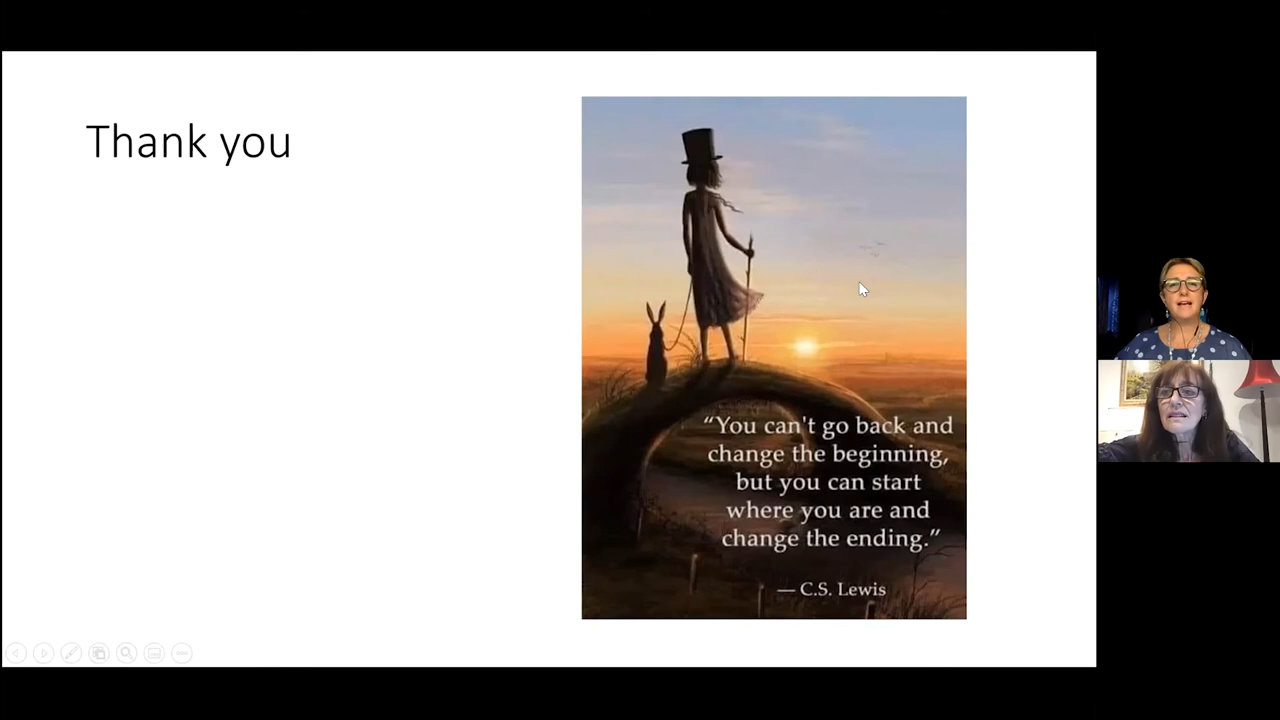 Thank you
“You can't go back and
change the beginning,
but you can start
where you are and
change the ending.”
— C.S. Lewis